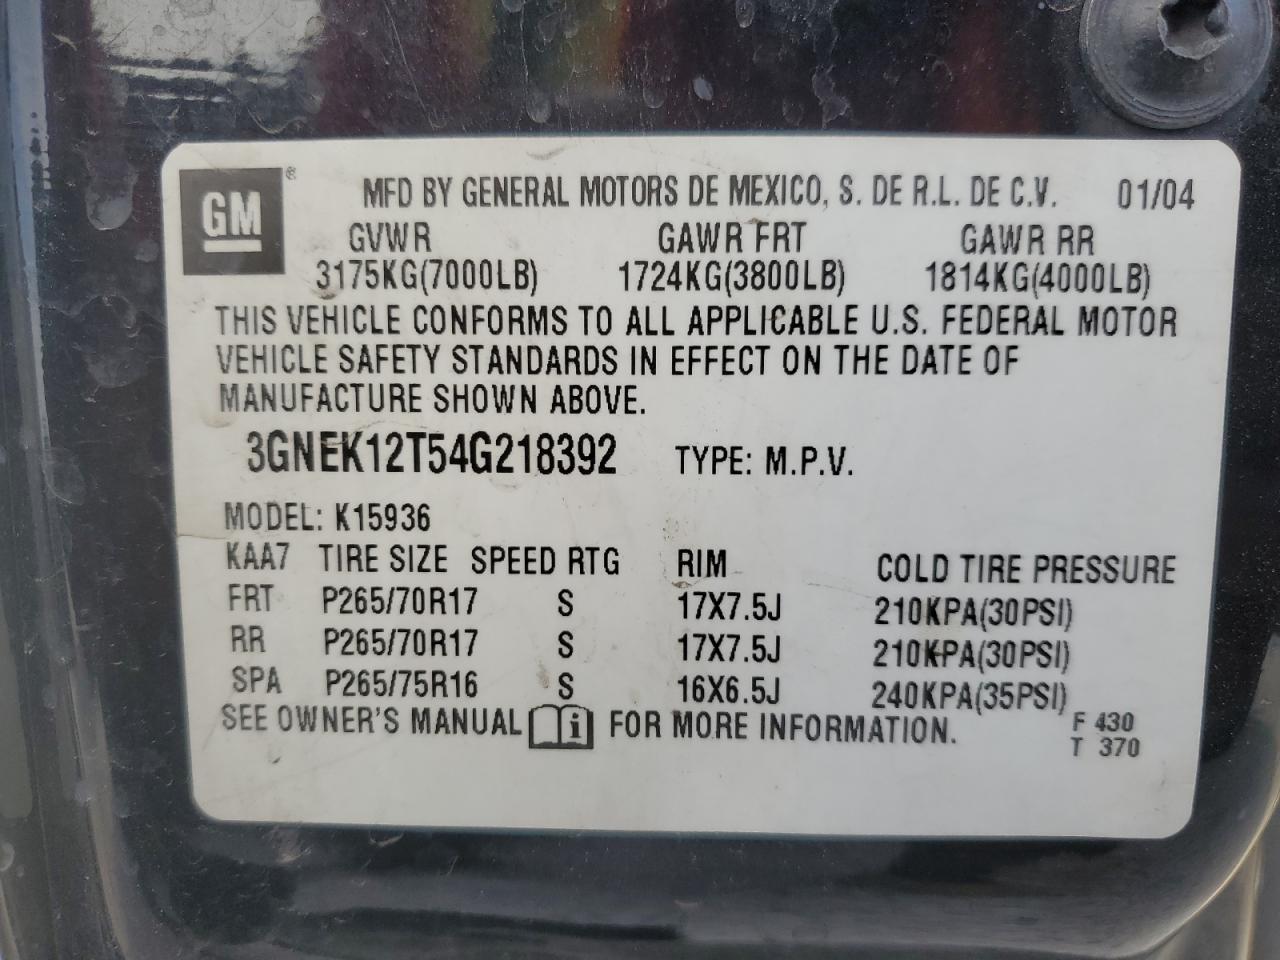 GM ® MFD BY GENERAL MOTORS DE MEXICO, S. DE R.L. DE C.V. 01/04
GVWR GAWR FRT GAWR RR
3175KG(7000LB) 1724KG(3800LB) 1814KG(4000LB)
THIS VEHICLE CONFORMS TO ALL APPLICABLE U.S. FEDERAL MOTOR
VEHICLE SAFETY STANDARDS IN EFFECT ON THE DATE OF
MANUFACTURE SHOWN ABOVE.
3GNEK12T54G218392 TYPE: M.P.V.
MODEL: K15936
KAA7 TIRE SIZE SPEED RTG RIM COLD TIRE PRESSURE
FRT P265/70R17 S 17X7.5J 210KPA(30PSI)
RR P265/70R17 S 17X7.5J 210KPA(30PSI)
SPA P265/75R16 S 16X6.5J 240KPA(35PSI)
SEE OWNER'S MANUAL i FOR MORE INFORMATION. F 430
T 370